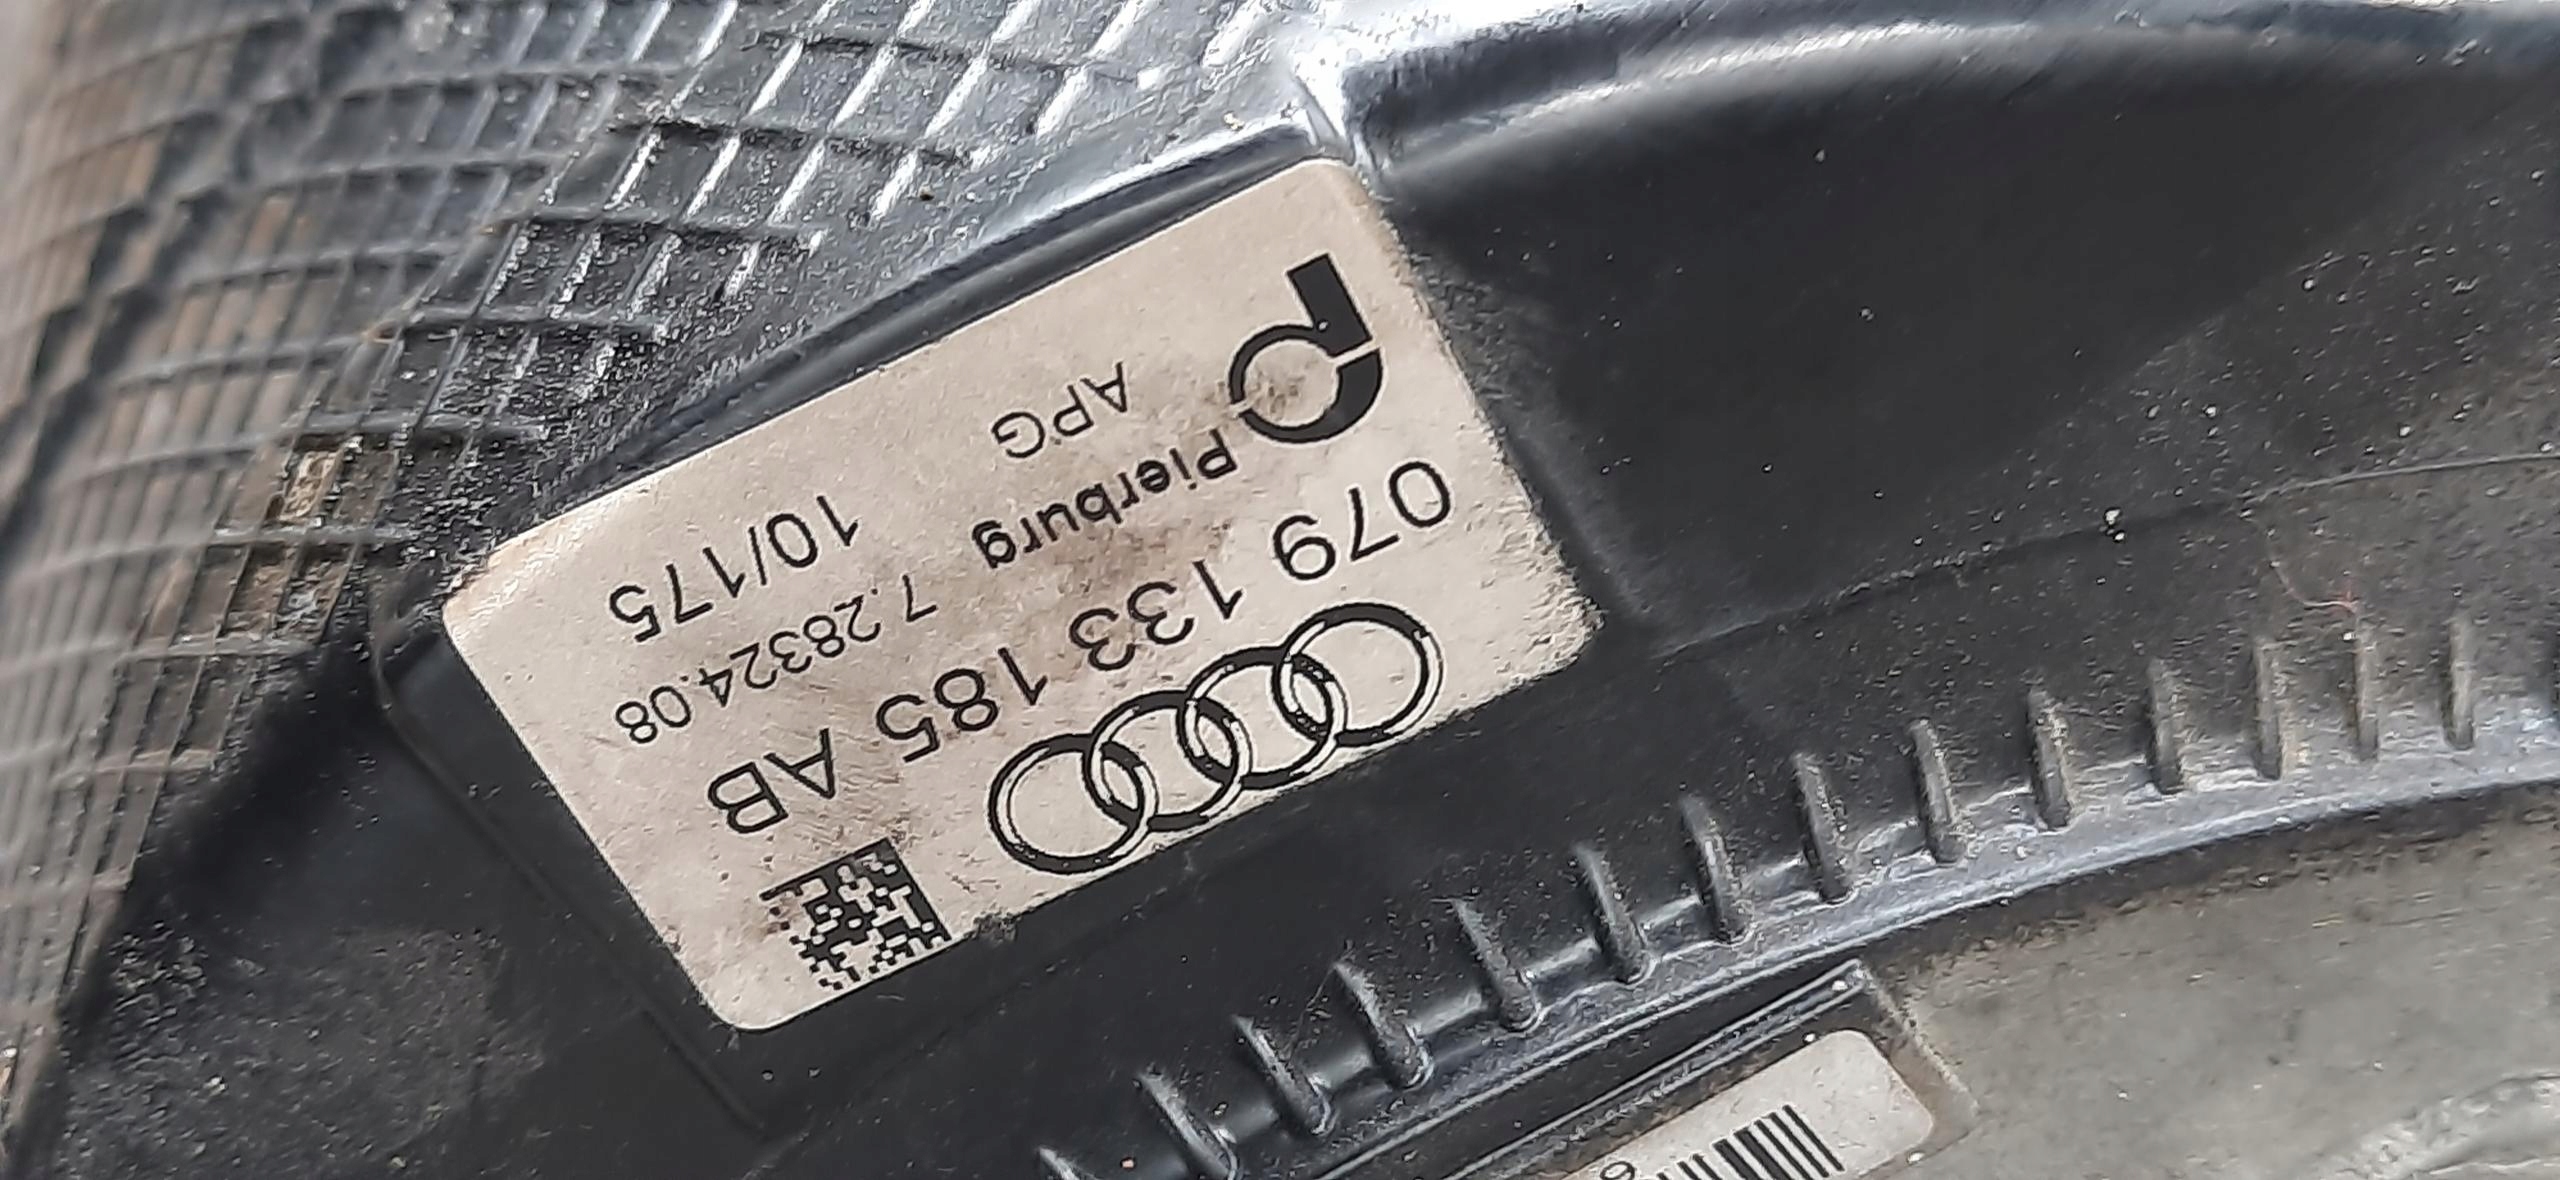 079 133 185 AB
Pierburg 7.28324.08
APG 10/175